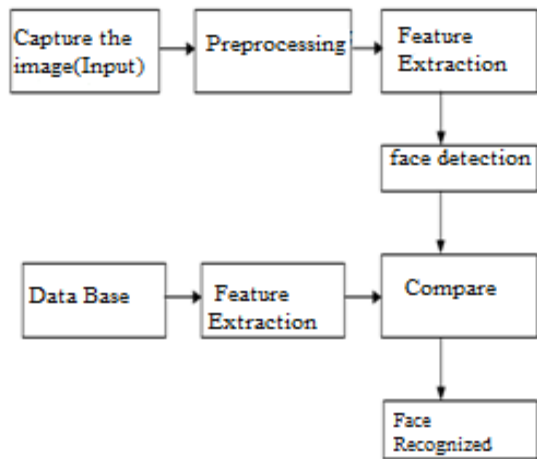 Capture the
image(Input)
Preprocessing
Feature
Extraction
face detection
Data Base
Feature
Extraction
Compare
Face
Recognized